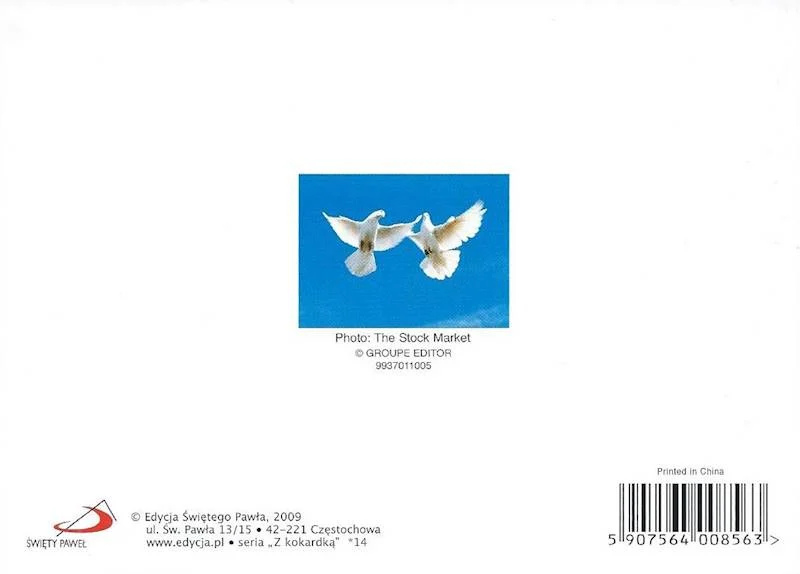 Photo: The Stock Market
© GROUPE EDITOR
9937011005
Printed in China
ŚWIĘTY PAWEŁ
© Edycja Świętego Pawła, 2009
ul. Św. Pawła 13/15 • 42-221 Częstochowa
www.edycja.pl • seria „Z kokardką” *14
5 907564 008563 >